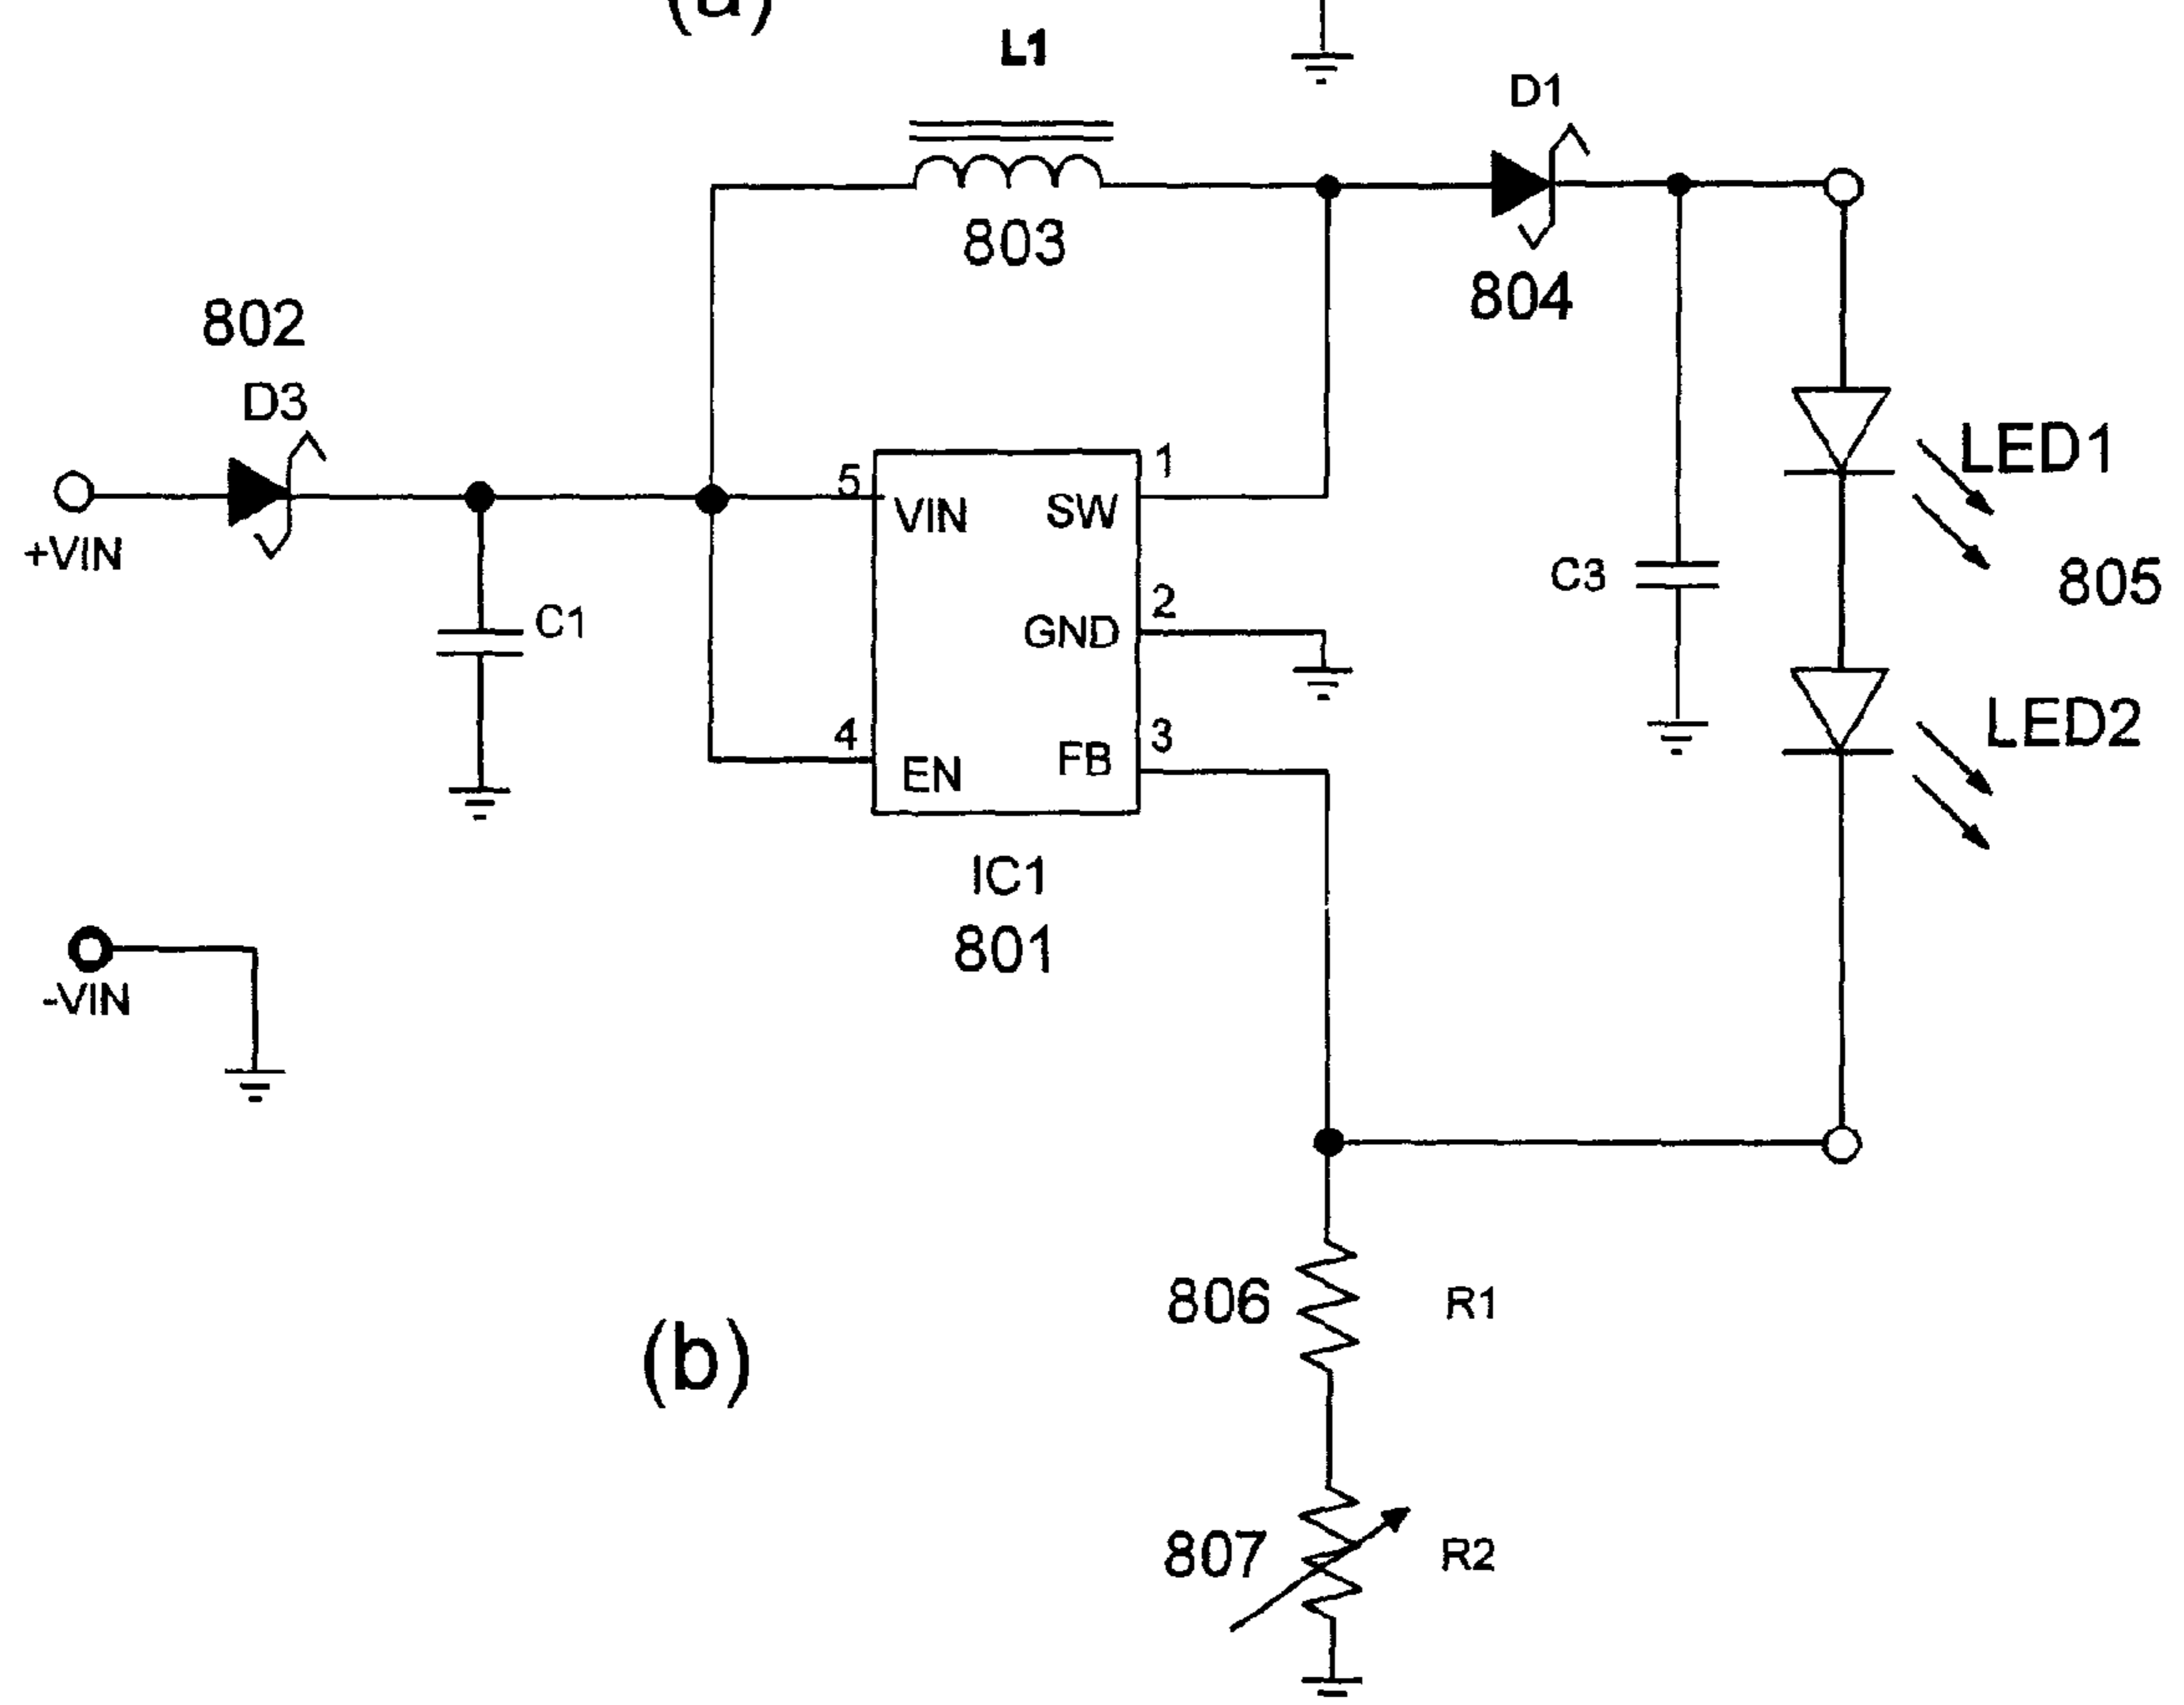 (a)
L1
D1
803
804
802
D3
+VIN
5
VIN
SW
1
C1
GND
2
C3
LED1
805
4
EN
FB
3
LED2
IC1
801
-VIN
806
R1
(b)
807
R2